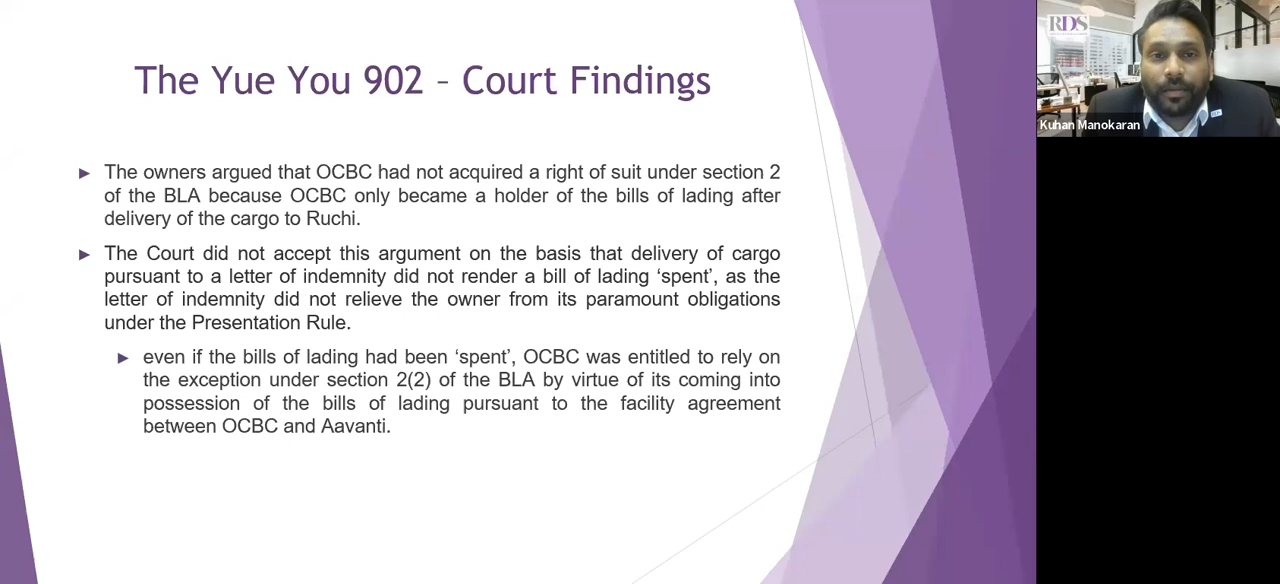 The Yue You 902 – Court Findings
► The owners argued that OCBC had not acquired a right of suit under section 2
of the BLA because OCBC only became a holder of the bills of lading after
delivery of the cargo to Ruchi.
► The Court did not accept this argument on the basis that delivery of cargo
pursuant to a letter of indemnity did not render a bill of lading ‘spent’, as the
letter of indemnity did not relieve the owner from its paramount obligations
under the Presentation Rule.
► even if the bills of lading had been ‘spent’, OCBC was entitled to rely on
the exception under section 2(2) of the BLA by virtue of its coming into
possession of the bills of lading pursuant to the facility agreement
between OCBC and Aavanti.
RDS
Kuhan Manokaran